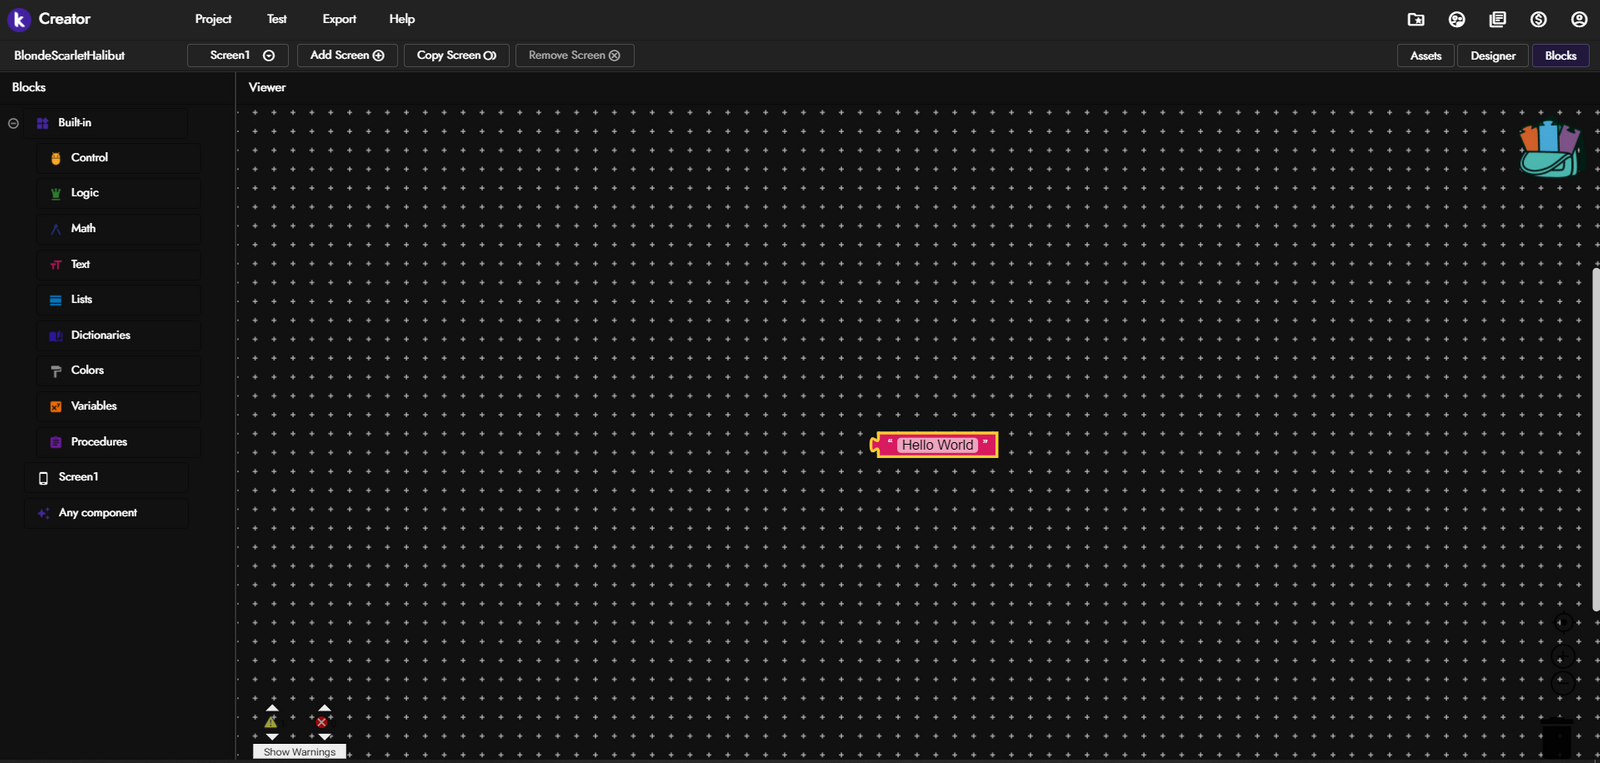 k Creator Project Test Export Help
BlondeScarletHalibut Screen1 Add Screen Copy Screen Remove Screen Assets Designer Blocks
Blocks Viewer
Built-in
Control
Logic
Math
Text
Lists
Dictionaries
Colors
Variables
Procedures
Screen1
Any component
“ Hello World ”
Show Warnings